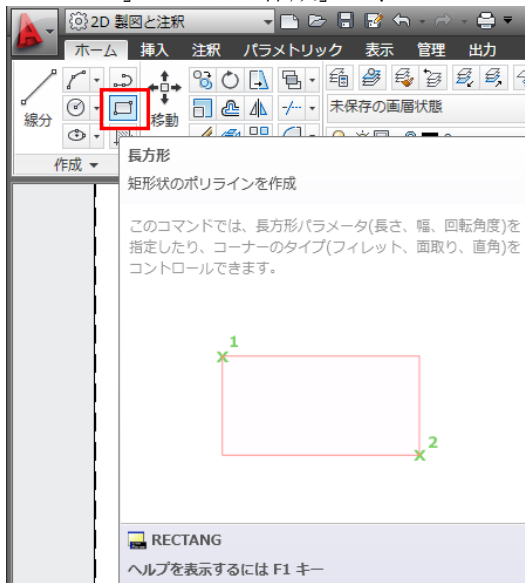 2D 製図と注釈
ホーム 挿入 注釈 パラメトリック 表示 管理 出力
線分
移動
未保存の画層状態
作成
長方形
矩形状のポリラインを作成
このコマンドでは、長方形パラメータ(長さ、幅、回転角度)を
指定したり、コーナーのタイプ(フィレット、面取り、直角)を
コントロールできます。
1
2
RECTANG
ヘルプを表示するには F1 キー